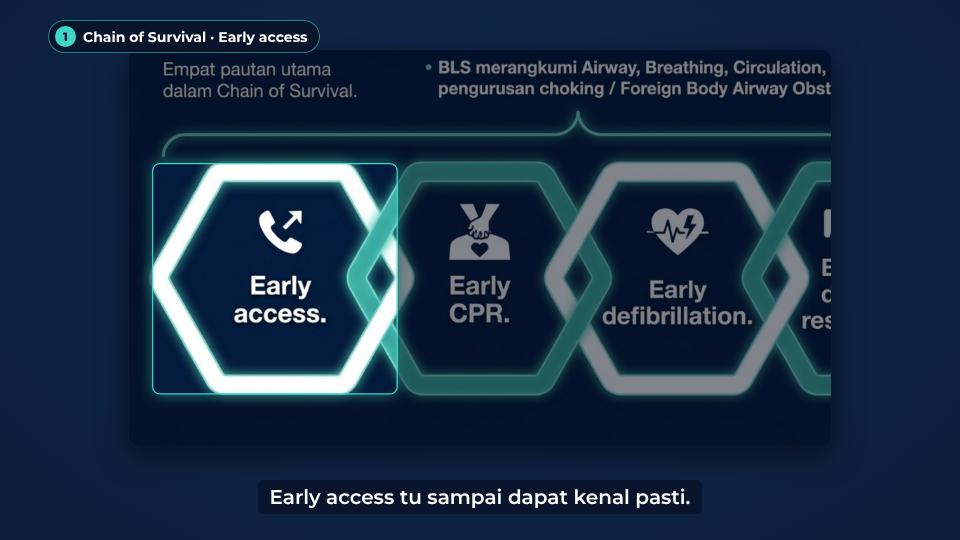 1 Chain of Survival · Early access
Empat pautan utama
dalam Chain of Survival.
• BLS merangkumi Airway, Breathing, Circulation,
pengurusan choking / Foreign Body Airway Obst
Early
access.
Early
CPR.
Early
defibrillation.
Early access tu sampai dapat kenal pasti.